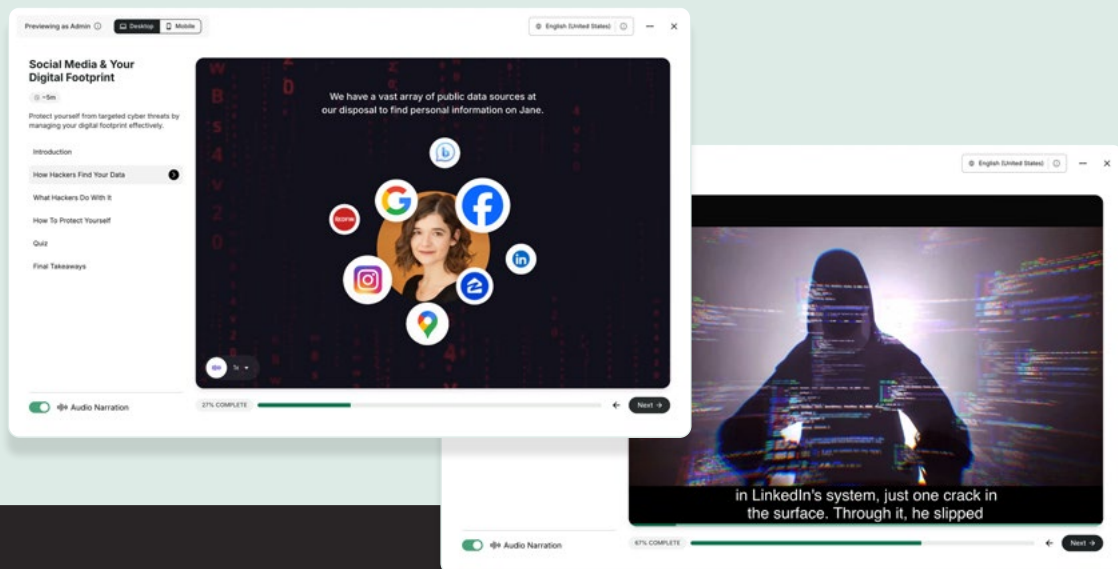 Previewing as Admin
Desktop
Mobile
English (United States)
Social Media & Your
Digital Footprint
~5m
Protect yourself from targeted cyber threats by
managing your digital footprint effectively.
Introduction
How Hackers Find Your Data
What Hackers Do With It
How To Protect Yourself
Quiz
Final Takeaways
We have a vast array of public data sources at
our disposal to find personal information on Jane.
1x
Audio Narration
27% COMPLETE
Next
English (United States)
in LinkedIn's system, just one crack in
the surface. Through it, he slipped
Audio Narration
67% COMPLETE
Next